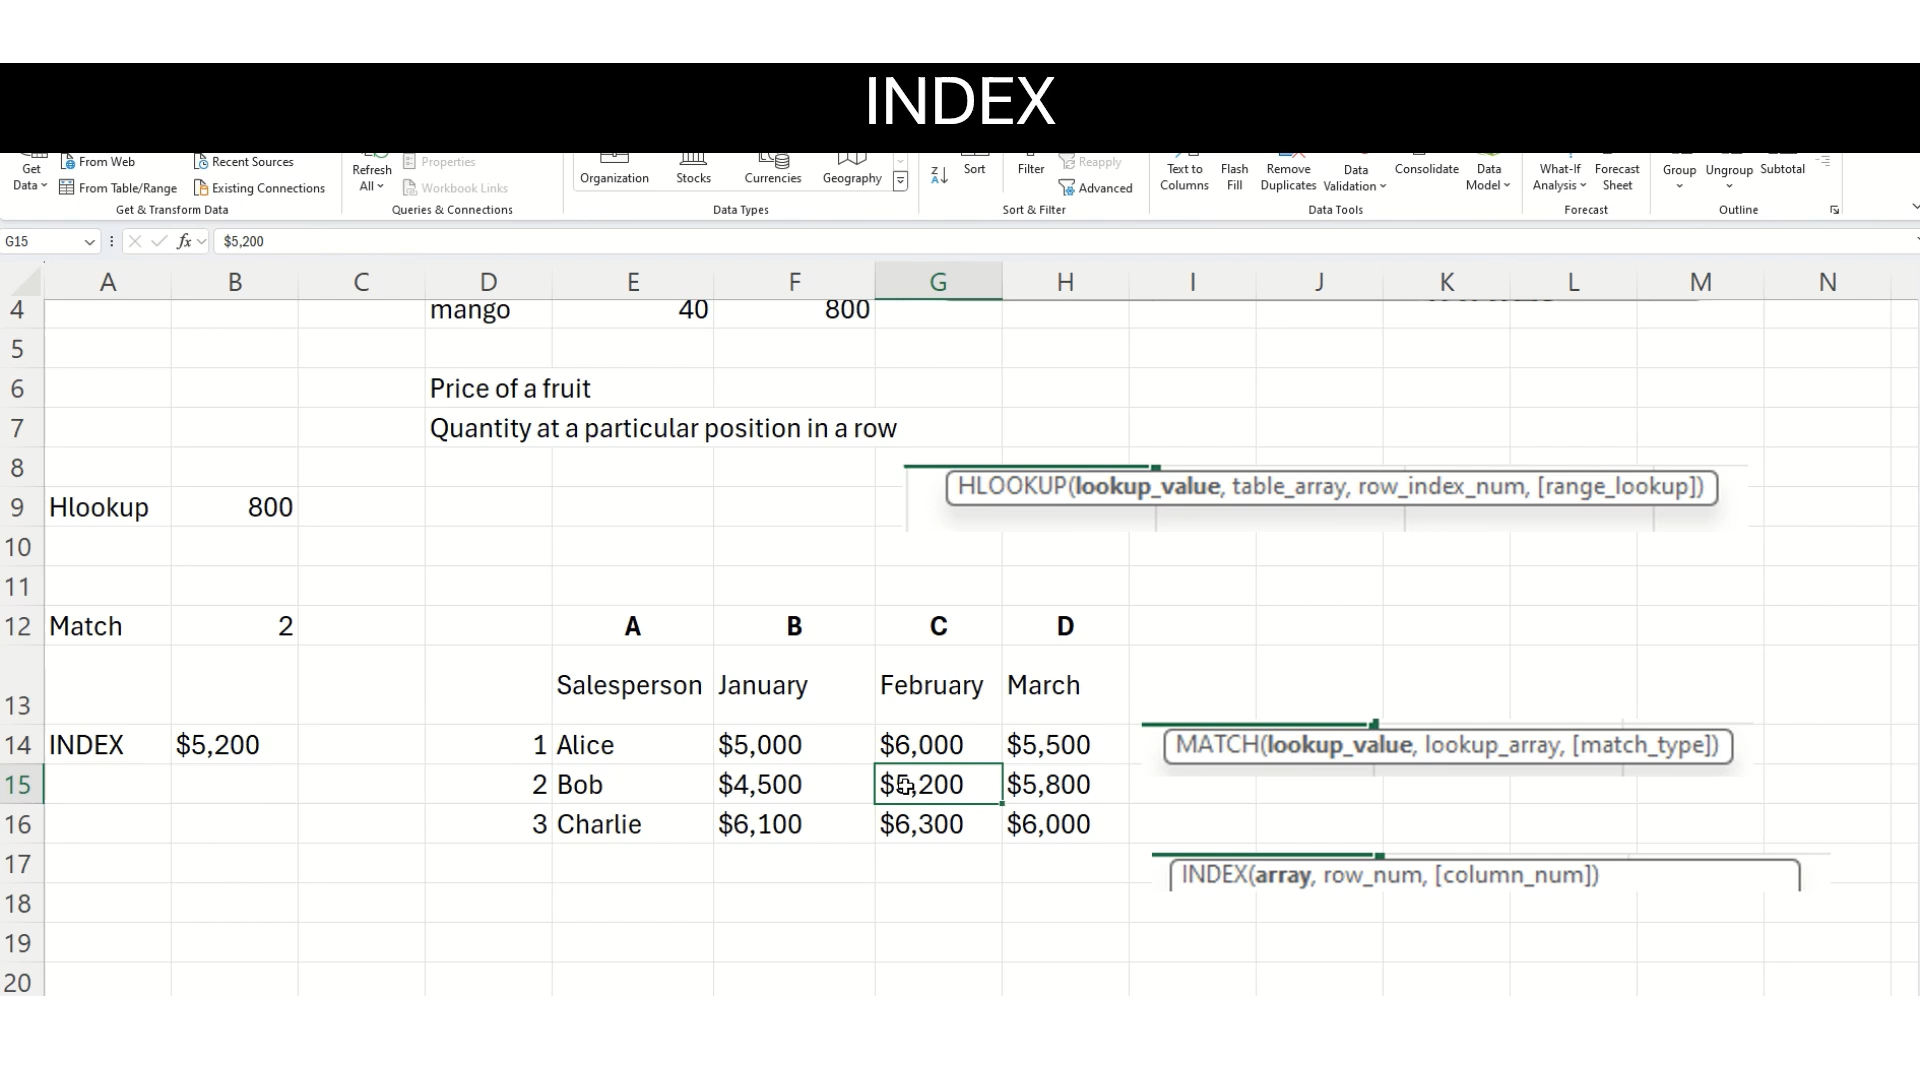 INDEX
From Web
Recent Sources
Properties
Get
Data
From Table/Range
Existing Connections
Refresh
All
Workbook Links
Organization
Stocks
Currencies
Geography
Sort
Filter
Reapply
Advanced
Text to
Columns
Flash
Fill
Remove
Duplicates
Data
Validation
Consolidate
Data
Model
What-If
Analysis
Forecast
Sheet
Group
Ungroup
Subtotal
Get & Transform Data
Queries & Connections
Data Types
Sort & Filter
Data Tools
Forecast
Outline
G15 fx $5,200
A B C D E F G H I J K L M N
4 mango 40 800
5
6 Price of a fruit
7 Quantity at a particular position in a row
8
HLOOKUP(lookup_value, table_array, row_index_num, [range_lookup])
9 Hlookup 800
10
11
12 Match 2 A B C D
13 Salesperson January February March
14 INDEX $5,200 1 Alice $5,000 $6,000 $5,500
MATCH(lookup_value, lookup_array, [match_type])
15 2 Bob $4,500 $5,200 $5,800
16 3 Charlie $6,100 $6,300 $6,000
17
INDEX(array, row_num, [column_num])
18
19
20